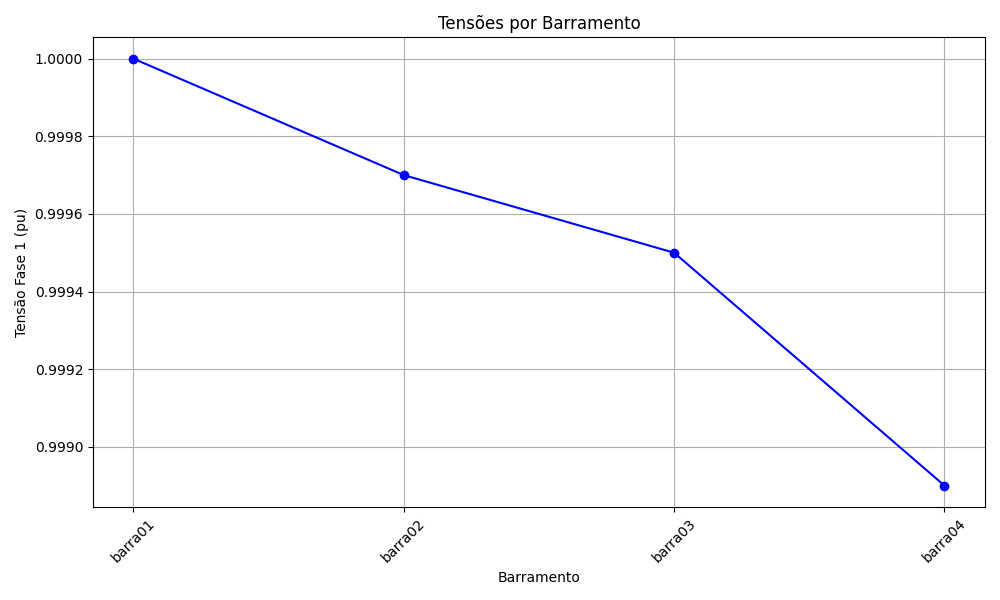 Tensões por Barramento
1.0000
0.9998
0.9996
0.9994
0.9992
0.9990
Tensão Fase 1 (pu)
barra01
barra02
barra03
barra04
Barramento